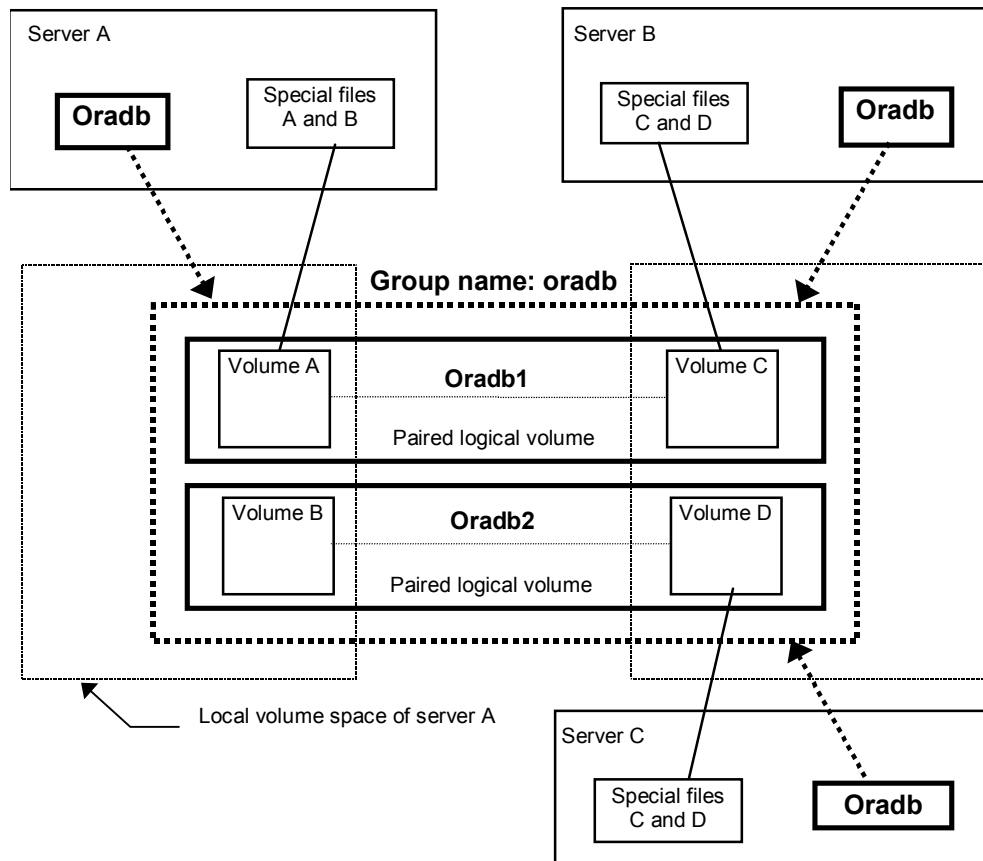 Server A
Oradb
Special files
A and B
Server B
Special files
C and D
Oradb
Group name: oradb
Volume A
Oradb1
Volume C
Paired logical volume
Volume B
Oradb2
Volume D
Paired logical volume
Local volume space of server A
Server C
Special files
C and D
Oradb